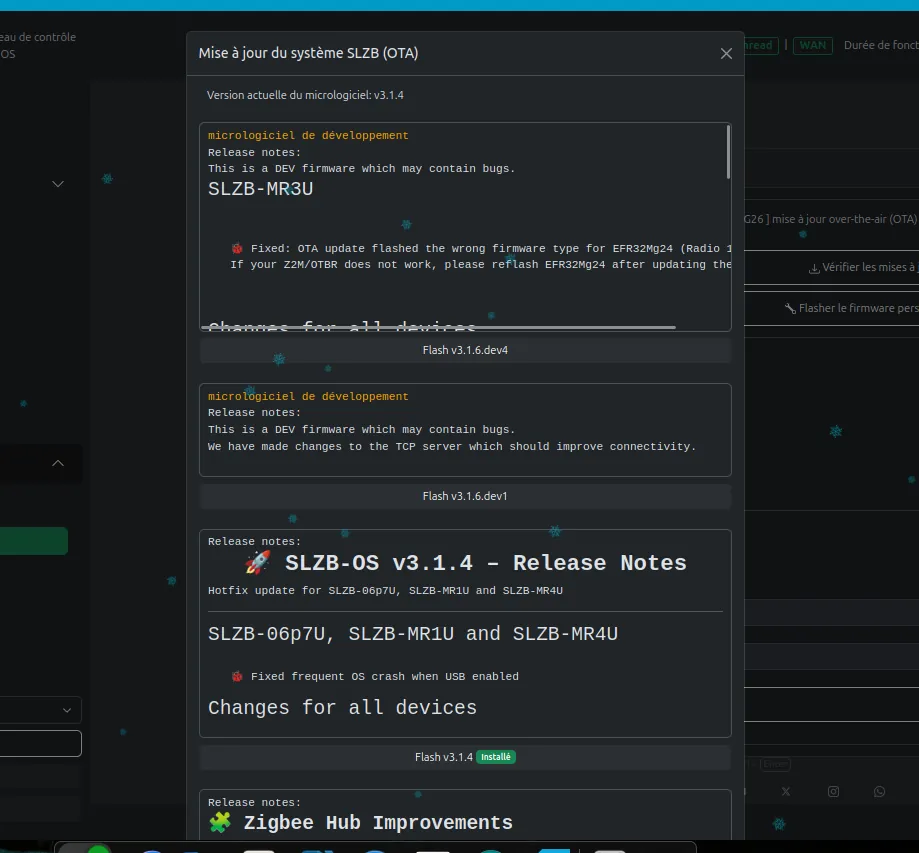 eau de contrôle
OS
Mise à jour du système SLZB (OTA)
WAN
Durée de fonct
Version actuelle du micrologiciel: v3.1.4
micrologiciel de développement
Release notes:
This is a DEV firmware which may contain bugs.
SLZB-MR3U
Fixed: OTA update flashed the wrong firmware type for EFR32Mg24 (Radio 1
If your Z2M/OTBR does not work, please reflash EFR32Mg24 after updating the
Changes for all devices
Flash v3.1.6.dev4
G26 ] mise à jour over-the-air (OTA)
Vérifier les mises à j
Flasher le firmware pers
micrologiciel de développement
Release notes:
This is a DEV firmware which may contain bugs.
We have made changes to the TCP server which should improve connectivity.
Flash v3.1.6.dev1
Release notes:
🚀 SLZB-OS v3.1.4 – Release Notes
Hotfix update for SLZB-06p7U, SLZB-MR1U and SLZB-MR4U
SLZB-06p7U, SLZB-MR1U and SLZB-MR4U
Fixed frequent OS crash when USB enabled
Changes for all devices
Flash v3.1.4 Installé
Release notes:
🧩 Zigbee Hub Improvements